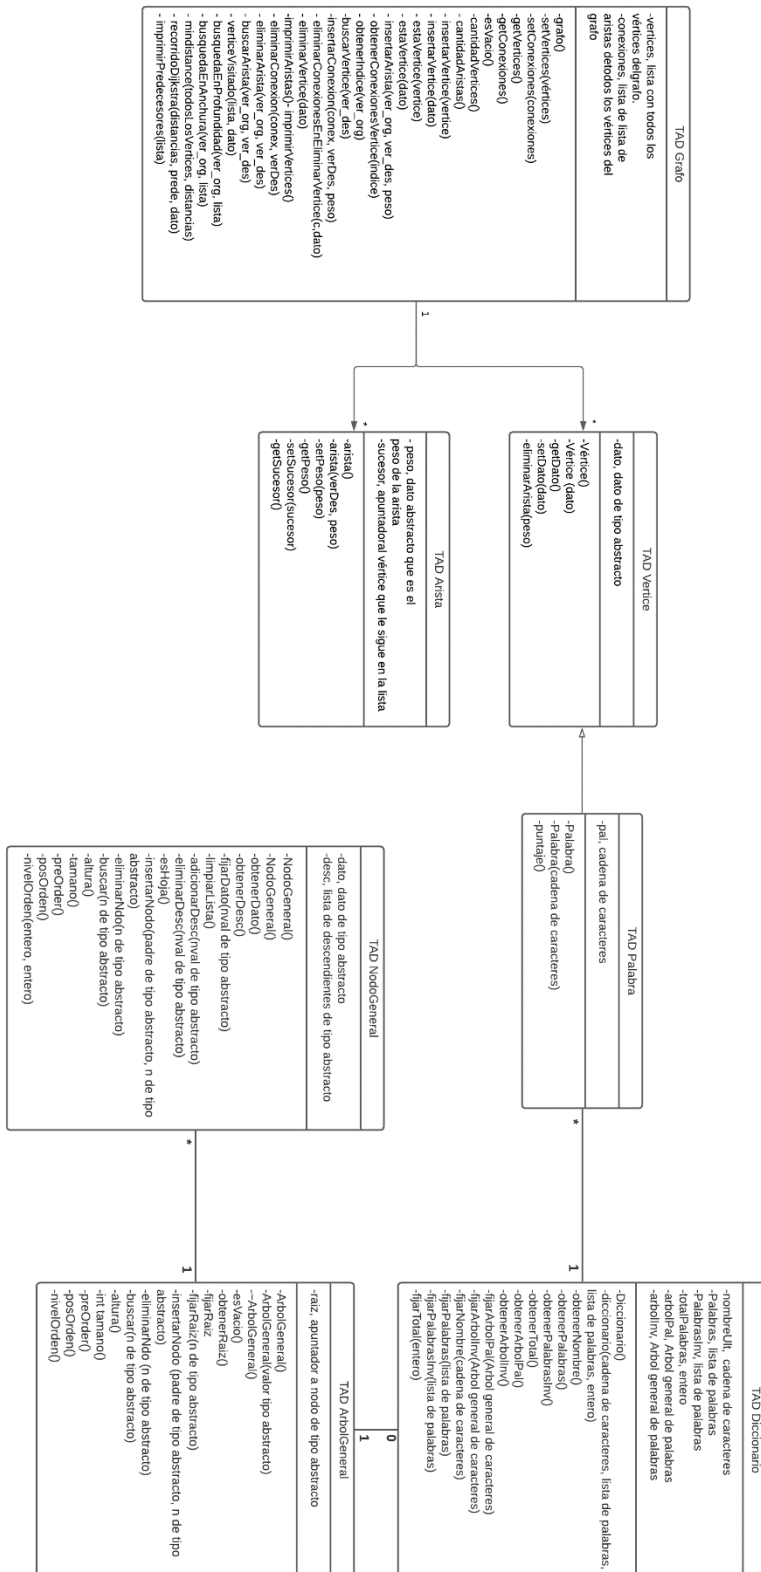 TAD Grafo
-vertices, lista con todos los
vértices delgrafo.
-conexiones, lista de lista de
aristas detodos los vértices del
grafo
-grafo()
-setVertices(vértices)
-setConexiones(conexiones)
-getVertices()
-getConexiones()
-esVacio()
-cantidadVertices()
-cantidadAristas()
-insertarVertice(vertice)
-insertarVertice(dato)
- estaVertice(vertice)
-estaVertice(dato)
- insertarArista(ver_org, ver_des, peso)
- obtenerConexionesVertice(indice)
- obtenerIndice(ver_org)
-buscarVertice(ver_des)
-insertarConexion(conex, verDes, peso)
- eliminarConexionesEnEliminarVertice(c,dato)
- eliminarVertice(dato)
-imprimirAristas()- imprimirVertices()
- eliminarConexion(conex, verDes)
- eliminarArista(ver_org, ver_des)
- buscarArista(ver_org, ver_des)
- verticeVisitado(lista, dato)
- busquedaEnProfundidad(ver_org, lista)
- busquedaEnAnchura(ver_org, lista)
- mindistance(todosLosVertices, distancias)
- recorridoDijkstra(distancias, prede, dato)
- imprimirPredecesores(lista)
1
*
*
TAD Vertice
-dato, dato de tipo abstracto
-Vértice()
-Vértice (dato)
-getDato()
-setDato(dato)
-eliminarArista(peso)
TAD Arista
- peso, dato abstracto que es el
peso de la arista
-sucesor, apuntadoral vértice que le sigue en la lista
-arista()
-arista(verDes, peso)
-setPeso(peso)
-getPeso()
-setSucesor(sucesor)
-getSucesor()
TAD Palabra
-pal, cadena de caracteres
-Palabra()
-Palabra(cadena de caracteres)
-puntaje()
*
1
TAD NodoGeneral
-dato, dato de tipo abstracto
-desc, lista de descendientes de tipo abstracto
-NodoGeneral()
-NodoGeneral()
-obtenerDato()
-obtenerDesc()
-fijarDato(nval de tipo abstracto)
-limpiarLista()
-adicionarDesc(nval de tipo abstracto)
-eliminarDesc(nval de tipo abstracto)
-esHoja()
-insertarNodo(padre de tipo abstracto, n de tipo
abstracto)
-eliminarNdo(n de tipo abstracto)
-buscar(n de tipo abstracto)
-altura()
-tamano()
-preOrder()
-posOrden()
-nivelOrden(entero, entero)
*
1
TAD Diccionario
-nombreUlt, cadena de caracteres
-Palabras, lista de palabras
-PalabrasInv, lista de palabras
-totalPalabras, entero
-arbolPal, Arbol general de palabras
-arbolInv, Arbol general de palabras
-Diccionario()
-diccionario(cadena de caracteres, lista de palabras,
lista de palabras, entero)
-obtenerNombre()
-obtenerPalabras()
-obtenerPalabrasInv()
-obtenerTotal()
-obtenerArbolPal()
-obtenerArbolInv()
-fijarArbolPal(Arbol general de caracteres)
-fijarArbolInv(Arbol general de caracteres)
-fijarNombre(cadena de caracteres)
-fijarPalabras(lista de palabras)
-fijarPalabrasInv(lista de palabras)
-fijarTotal(entero)
0
1
TAD ArbolGeneral
-raiz, apuntador a nodo de tipo abstracto
-ArbolGeneral()
-ArbolGeneral(valor tipo abstracto)
-~ArbolGeneral()
-esVacio()
-obtenerRaiz()
-fijarRaiz
-fijarRaiz(n de tipo abstracto)
-insertarNodo (padre de tipo abstracto, n de tipo
abstracto)
-eliminarNdo (n de tipo abstracto)
-buscar(n de tipo abstracto)
-altura()
-int tamano()
-preOrder()
-posOrden()
-nivelOrden()